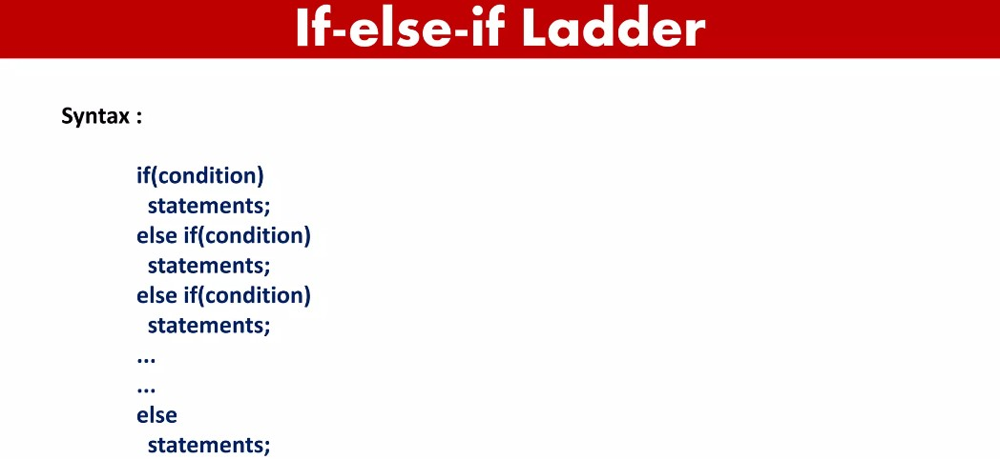 If-else-if Ladder
Syntax :
if(condition)
statements;
else if(condition)
statements;
else if(condition)
statements;
...
...
else
statements;